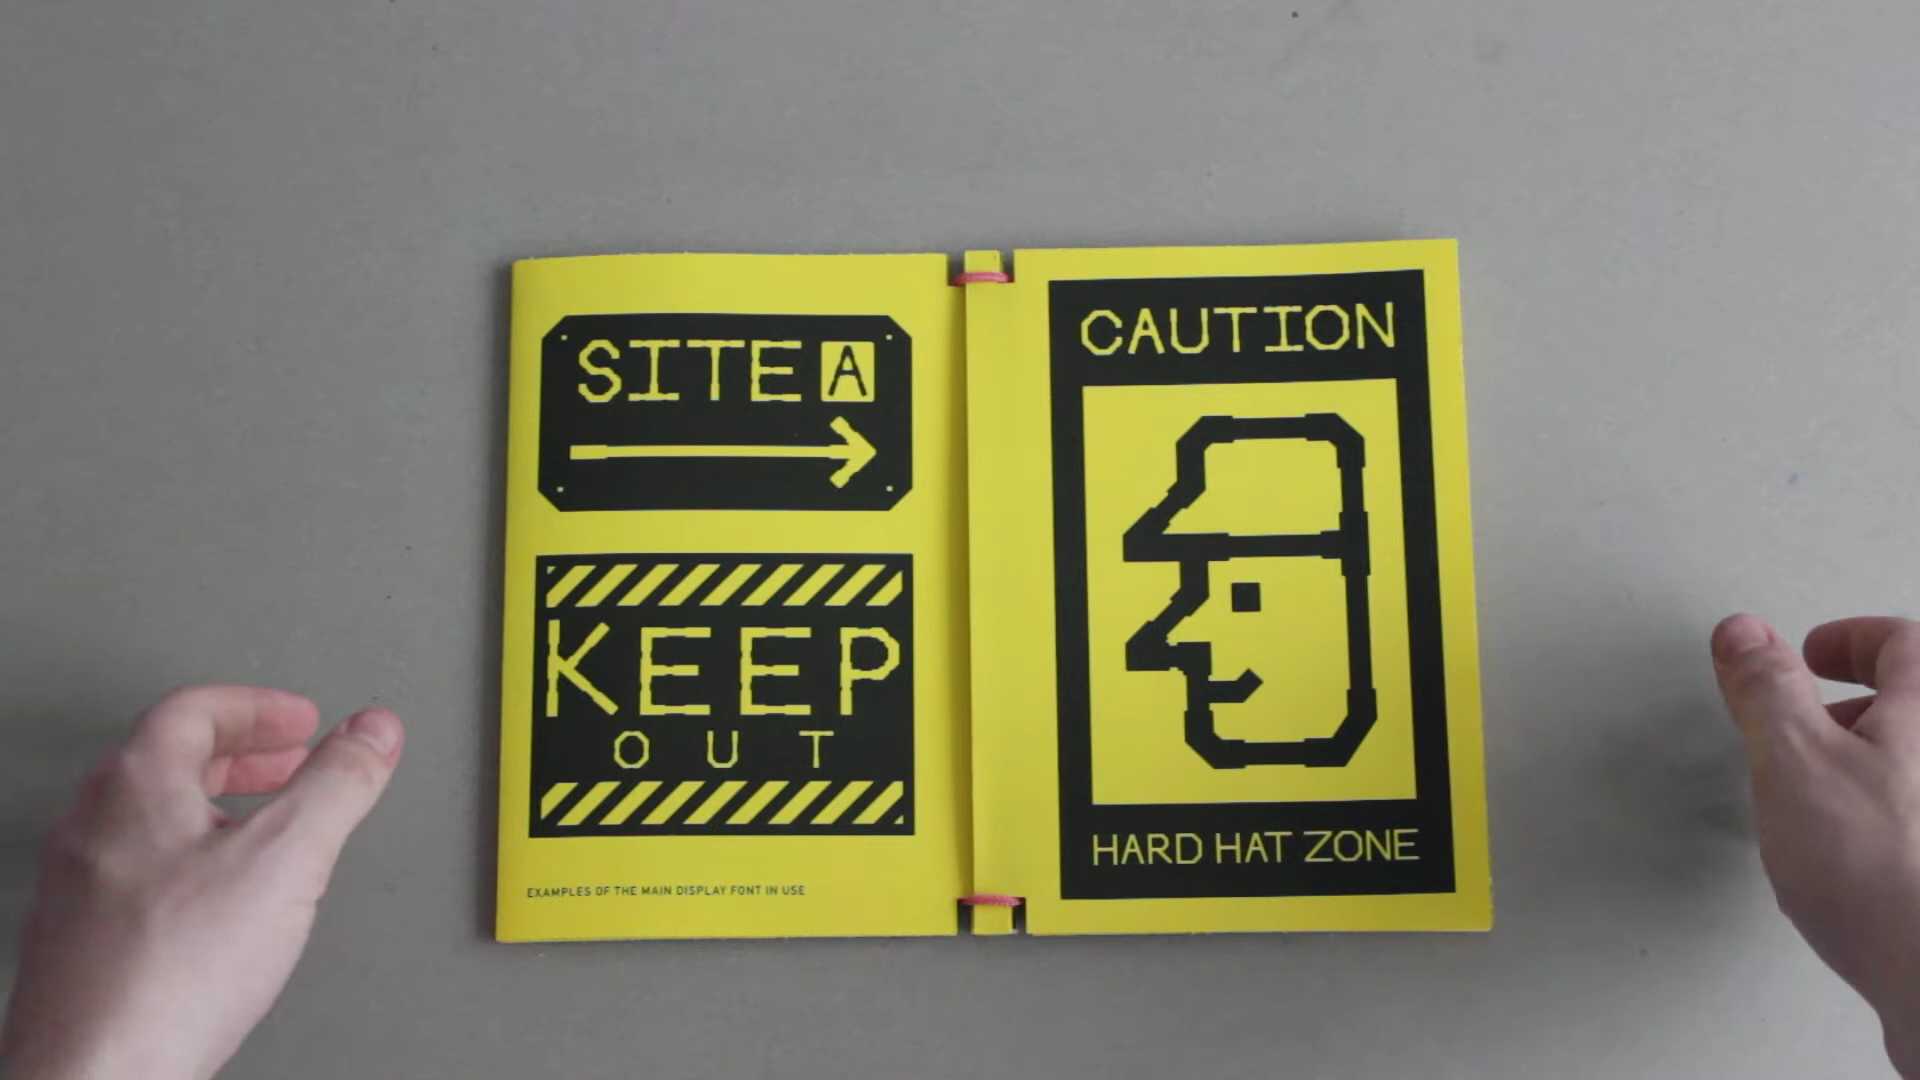 SITE A
KEEP
OUT
EXAMPLES OF THE MAIN DISPLAY FONT IN USE
CAUTION
HARD HAT ZONE